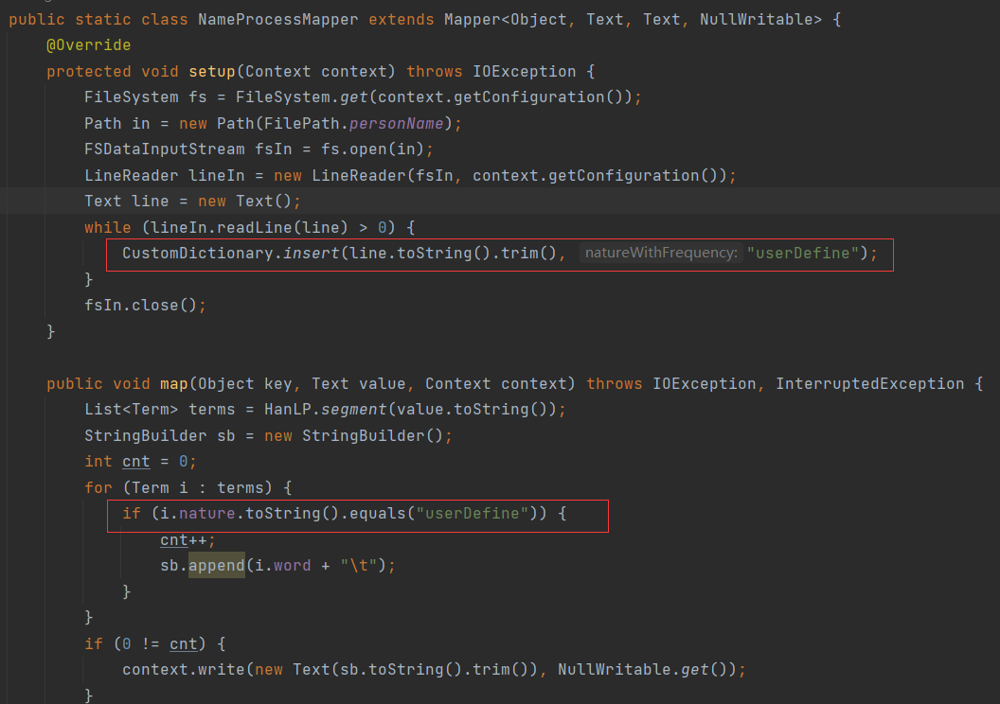 public static class NameProcessMapper extends Mapper<Object, Text, Text, NullWritable> {
    @Override
    protected void setup(Context context) throws IOException {
        FileSystem fs = FileSystem.get(context.getConfiguration());
        Path in = new Path(FilePath.personName);
        FSDataInputStream fsIn = fs.open(in);
        LineReader lineIn = new LineReader(fsIn, context.getConfiguration());
        Text line = new Text();
        while (lineIn.readLine(line) > 0) {
            CustomDictionary.insert(line.toString().trim(), natureWithFrequency: "userDefine");
        }
        fsIn.close();
    }
    public void map(Object key, Text value, Context context) throws IOException, InterruptedException {
        List<Term> terms = HanLP.segment(value.toString());
        StringBuilder sb = new StringBuilder();
        int cnt = 0;
        for (Term i : terms) {
            if (i.nature.toString().equals("userDefine")) {
                cnt++;
                sb.append(i.word + "\t");
            }
        }
        if (0 != cnt) {
            context.write(new Text(sb.toString().trim()), NullWritable.get());
        }